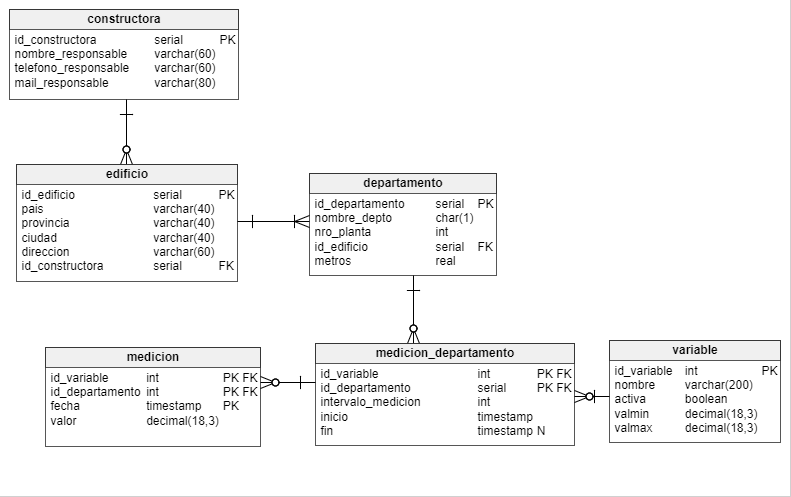 constructora
id_constructora serial PK
nombre_responsable varchar(60)
telefono_responsable varchar(60)
mail_responsable varchar(80)
edificio
id_edificio serial PK
pais varchar(40)
provincia varchar(40)
ciudad varchar(40)
direccion varchar(60)
id_constructora serial FK
departamento
id_departamento serial PK
nombre_depto char(1)
nro_planta int
id_edificio serial FK
metros real
medicion
id_variable int PK FK
id_departamento int PK FK
fecha timestamp PK
valor decimal(18,3)
medicion_departamento
id_variable int PK FK
id_departamento serial PK FK
intervalo_medicion int
inicio timestamp
fin timestamp N
variable
id_variable int PK
nombre varchar(200)
activa boolean
valmin decimal(18,3)
valmax decimal(18,3)